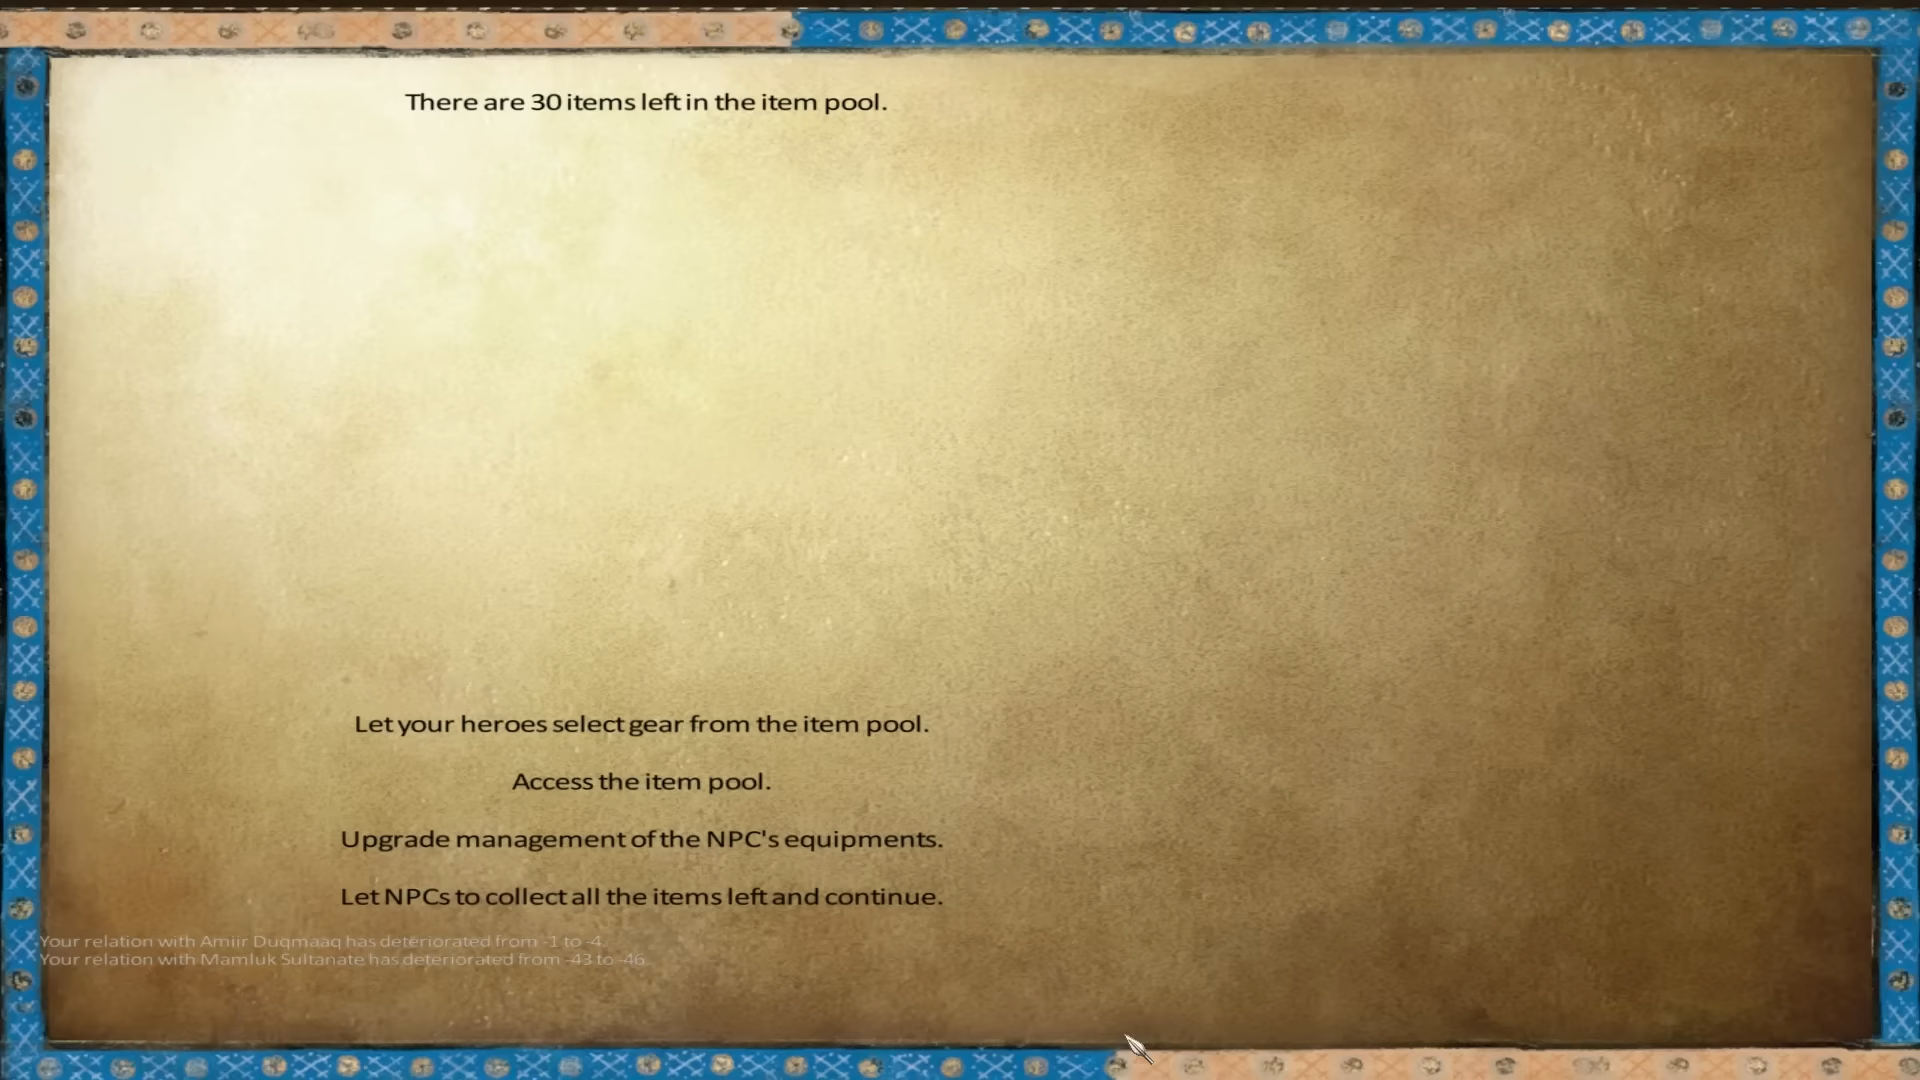 There are 30 items left in the item pool.
Let your heroes select gear from the item pool.
Access the item pool.
Upgrade management of the NPC's equipments.
Let NPCs to collect all the items left and continue.
Your relation with Amiir Duqmaaq has deteriorated from -1 to -4.
Your relation with Mamluk Sultanate has deteriorated from -43 to -46.